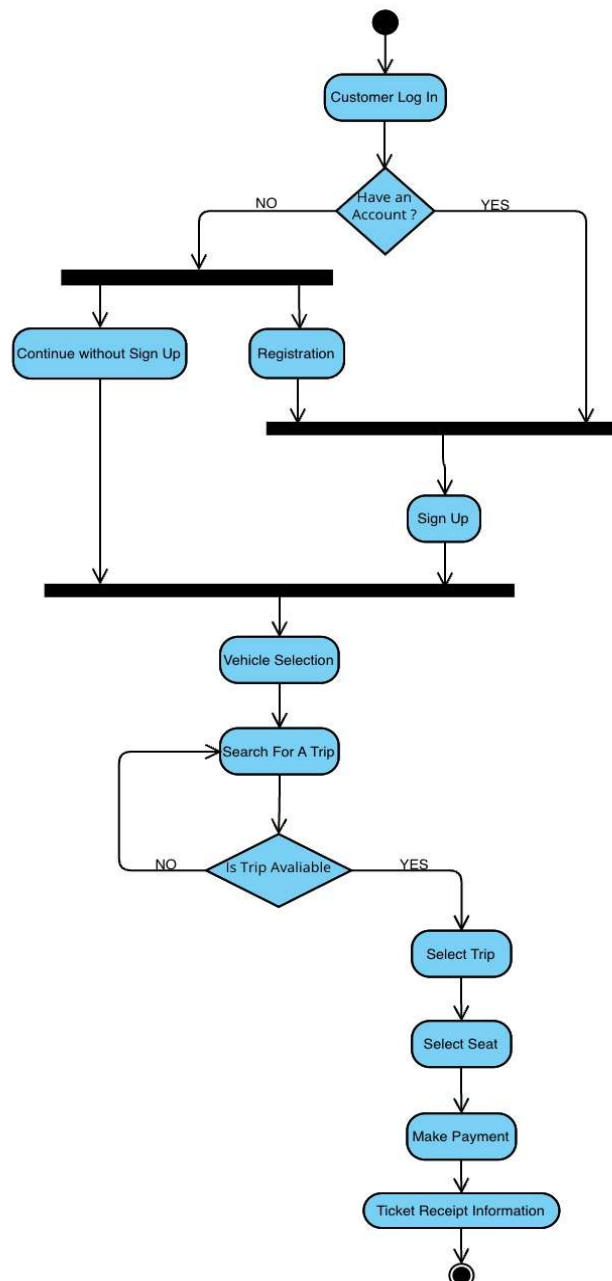 Customer Log In
Have an
Account ?
NO
YES
Continue without Sign Up
Registration
Sign Up
Vehicle Selection
Search For A Trip
Is Trip Avaliable
NO
YES
Select Trip
Select Seat
Make Payment
Ticket Receipt Information